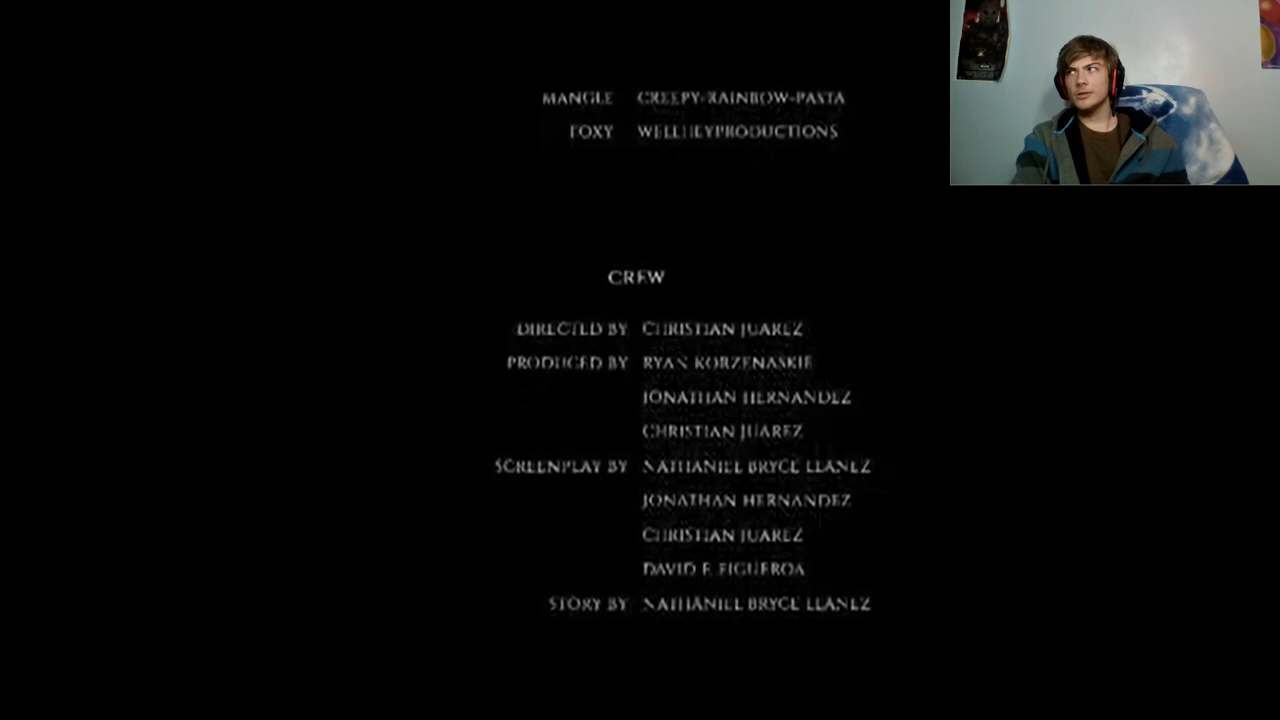 MANGLE CREEPY-RAINBOW-PASTA
FOXY WELLHEYPRODUCTIONS
CREW
DIRECTED BY CHRISTIAN JUAREZ
PRODUCED BY RYAN KORZENASKIE
JONATHAN HERNANDEZ
CHRISTIAN JUAREZ
SCREENPLAY BY NATHANIEL BRYCE LLANEZ
JONATHAN HERNANDEZ
CHRISTIAN JUAREZ
DAVID F. FIGUEROA
STORY BY NATHANIEL BRYCE LLANEZ